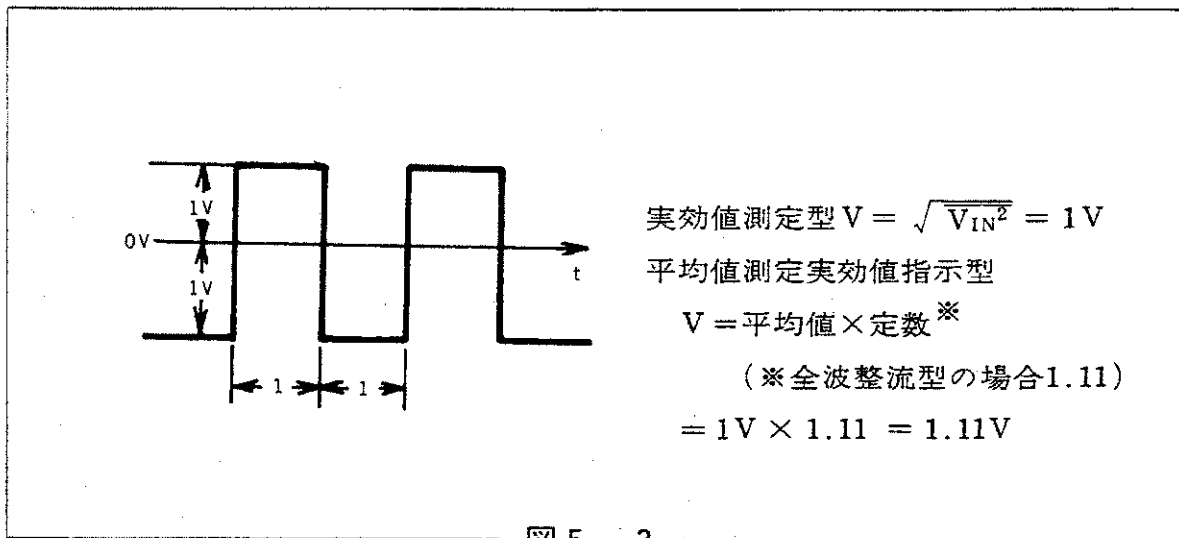 1V
0V
1V
t
1
1
実効値測定型 V = √V_IN² = 1V
平均値測定実効値指示型
V = 平均値×定数※
(※全波整流型の場合1.11)
= 1V × 1.11 = 1.11V
図 5